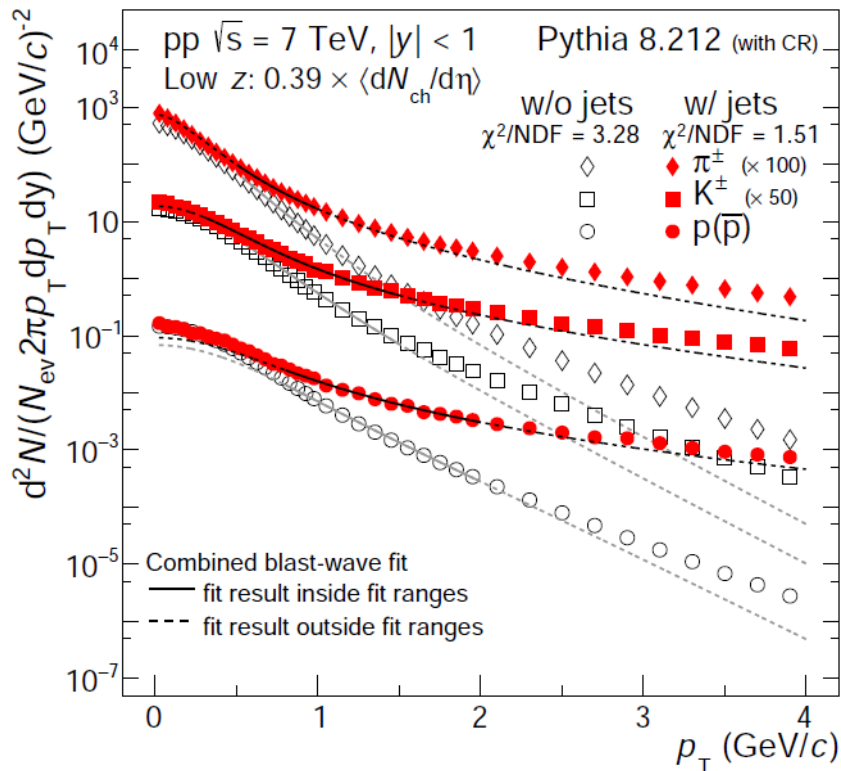 pp √s = 7 TeV, |y| < 1
Pythia 8.212 (with CR)
Low z: 0.39 × ⟨dN_ch/dη⟩
w/o jets
w/ jets
χ²/NDF = 3.28
χ²/NDF = 1.51
π± (× 100)
K± (× 50)
p(p̅)
d²N/(N_ev 2πp_T dp_T dy) (GeV/c)⁻²
10⁴
10³
10
10⁻¹
10⁻³
10⁻⁵
10⁻⁷
Combined blast-wave fit
fit result inside fit ranges
fit result outside fit ranges
0 1 2 3 4
p_T (GeV/c)